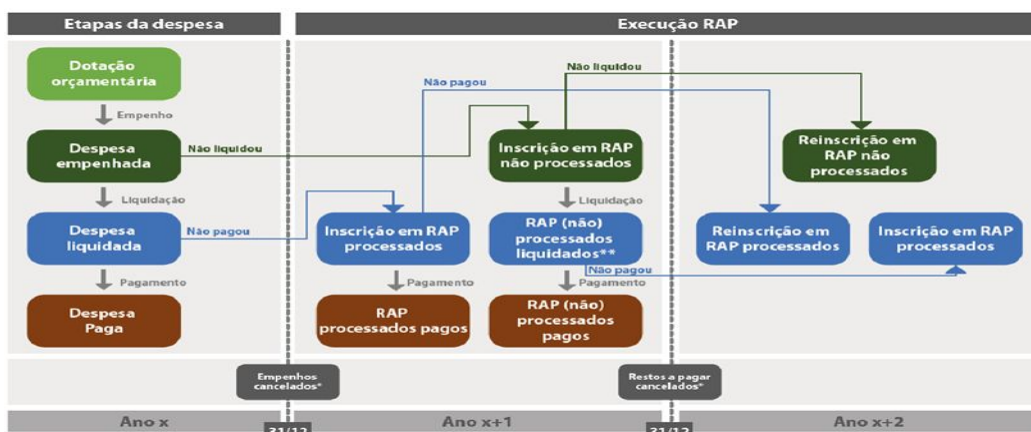 Etapas da despesa
Execução RAP
Dotação
orçamentária
Empenho
Despesa
empenhada
Não liquidou
Liquidação
Despesa
liquidada
Não pagou
Pagamento
Despesa
Paga
Não pagou
Não liquidou
Inscrição em RAP
não processados
Liquidação
Inscrição em RAP
processados
RAP (não)
processados
liquidados**
Não pagou
Pagamento
Pagamento
RAP
processados pagos
RAP (não)
processados
pagos
Reinscrição em
RAP não
processados
Reinscrição em
RAP processados
Inscrição em RAP
processados
Empenhos
cancelados*
Restos a pagar
cancelados*
Ano x
31/12
Ano x+1
31/12
Ano x+2